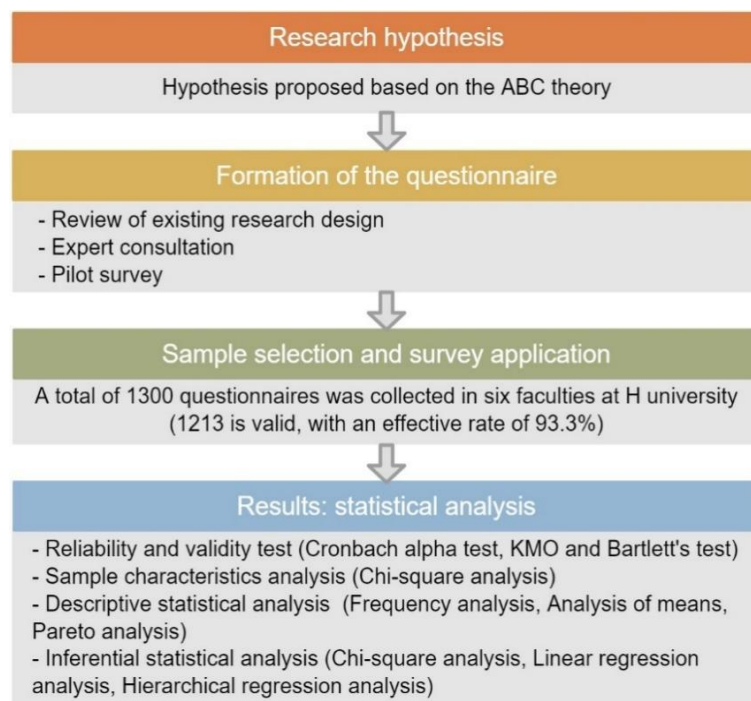 Research hypothesis
Hypothesis proposed based on the ABC theory
Formation of the questionnaire
- Review of existing research design
- Expert consultation
- Pilot survey
Sample selection and survey application
A total of 1300 questionnaires was collected in six faculties at H university
(1213 is valid, with an effective rate of 93.3%)
Results: statistical analysis
- Reliability and validity test (Cronbach alpha test, KMO and Bartlett's test)
- Sample characteristics analysis (Chi-square analysis)
- Descriptive statistical analysis  (Frequency analysis, Analysis of means,
Pareto analysis)
- Inferential statistical analysis (Chi-square analysis, Linear regression
analysis, Hierarchical regression analysis)